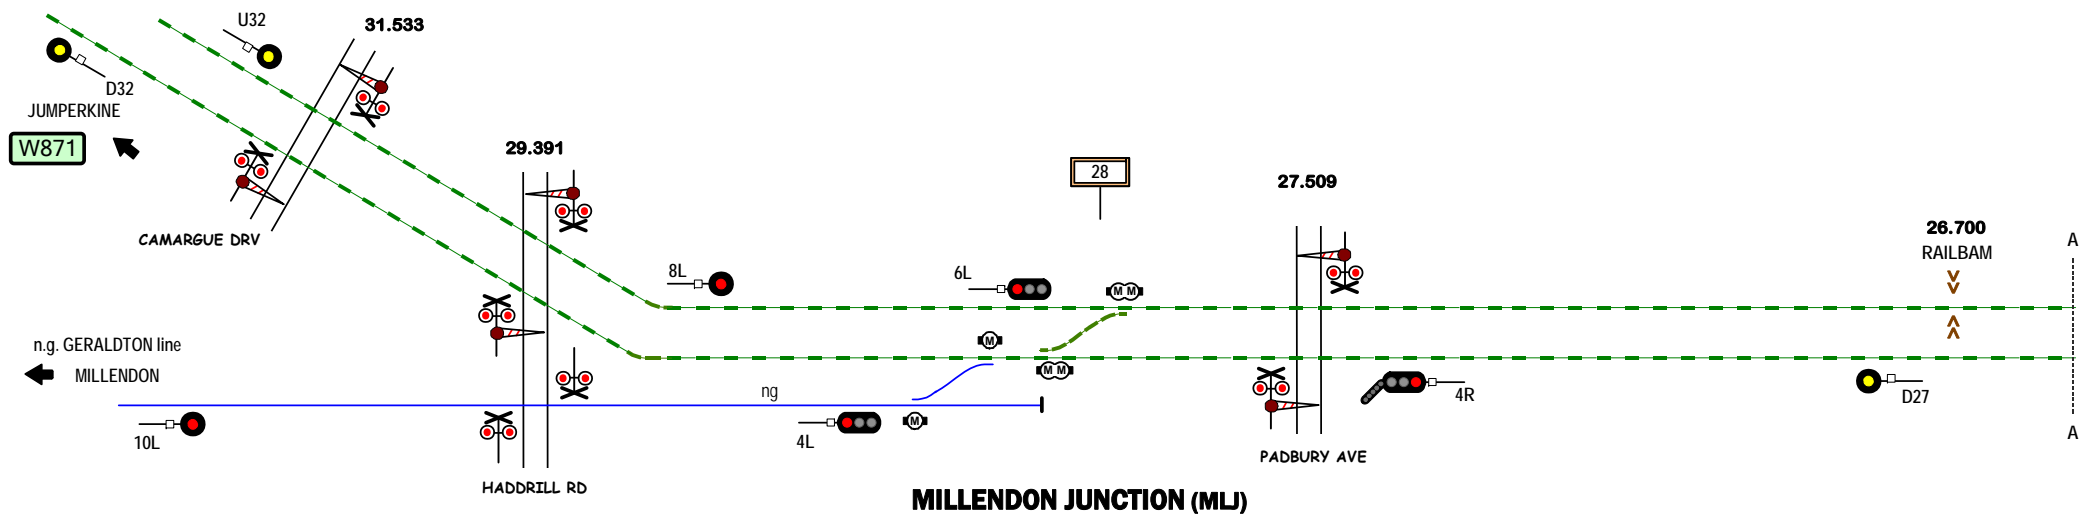 U32
31.533
D32
JUMPERKINE
W871
29.391
28
27.509
26.700
RAILBAM
A
CAMARGUE DRV
8L
6L
M M
n.g. GERALDTON line
MILLENDON
M
M M
ng
4R
D27
10L
4L
M
A
HADDRILL RD
PADBURY AVE
MILLENDON JUNCTION (MLJ)